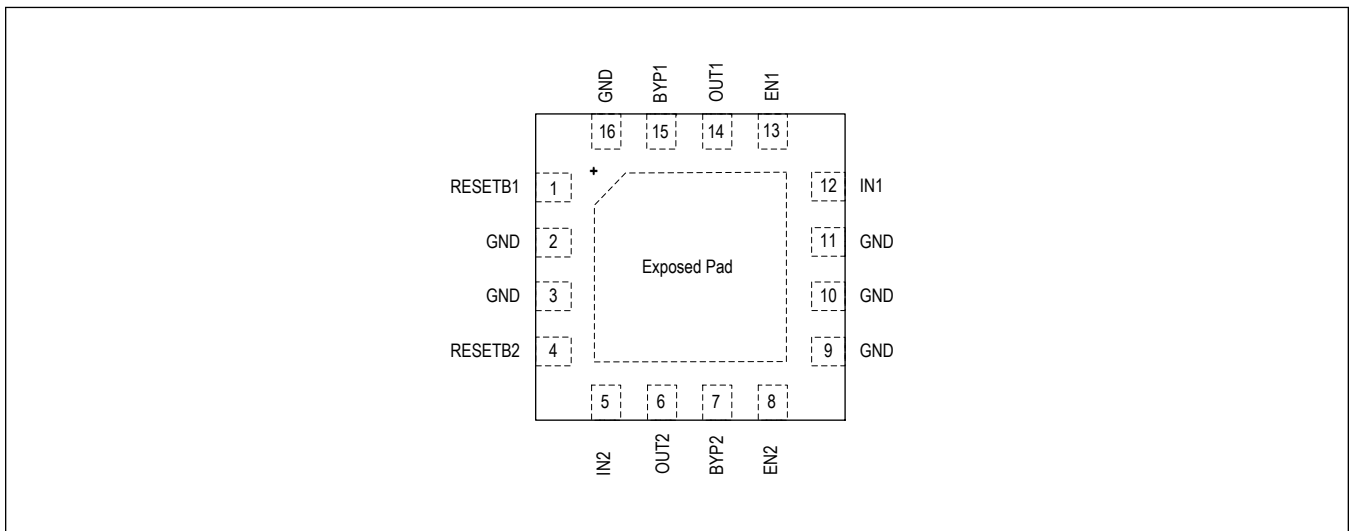 GND
BYP1
OUT1
EN1
16
15
14
13
+
RESETB1
1
12
IN1
GND
2
11
GND
Exposed Pad
GND
3
10
GND
RESETB2
4
9
GND
5
6
7
8
IN2
OUT2
BYP2
EN2